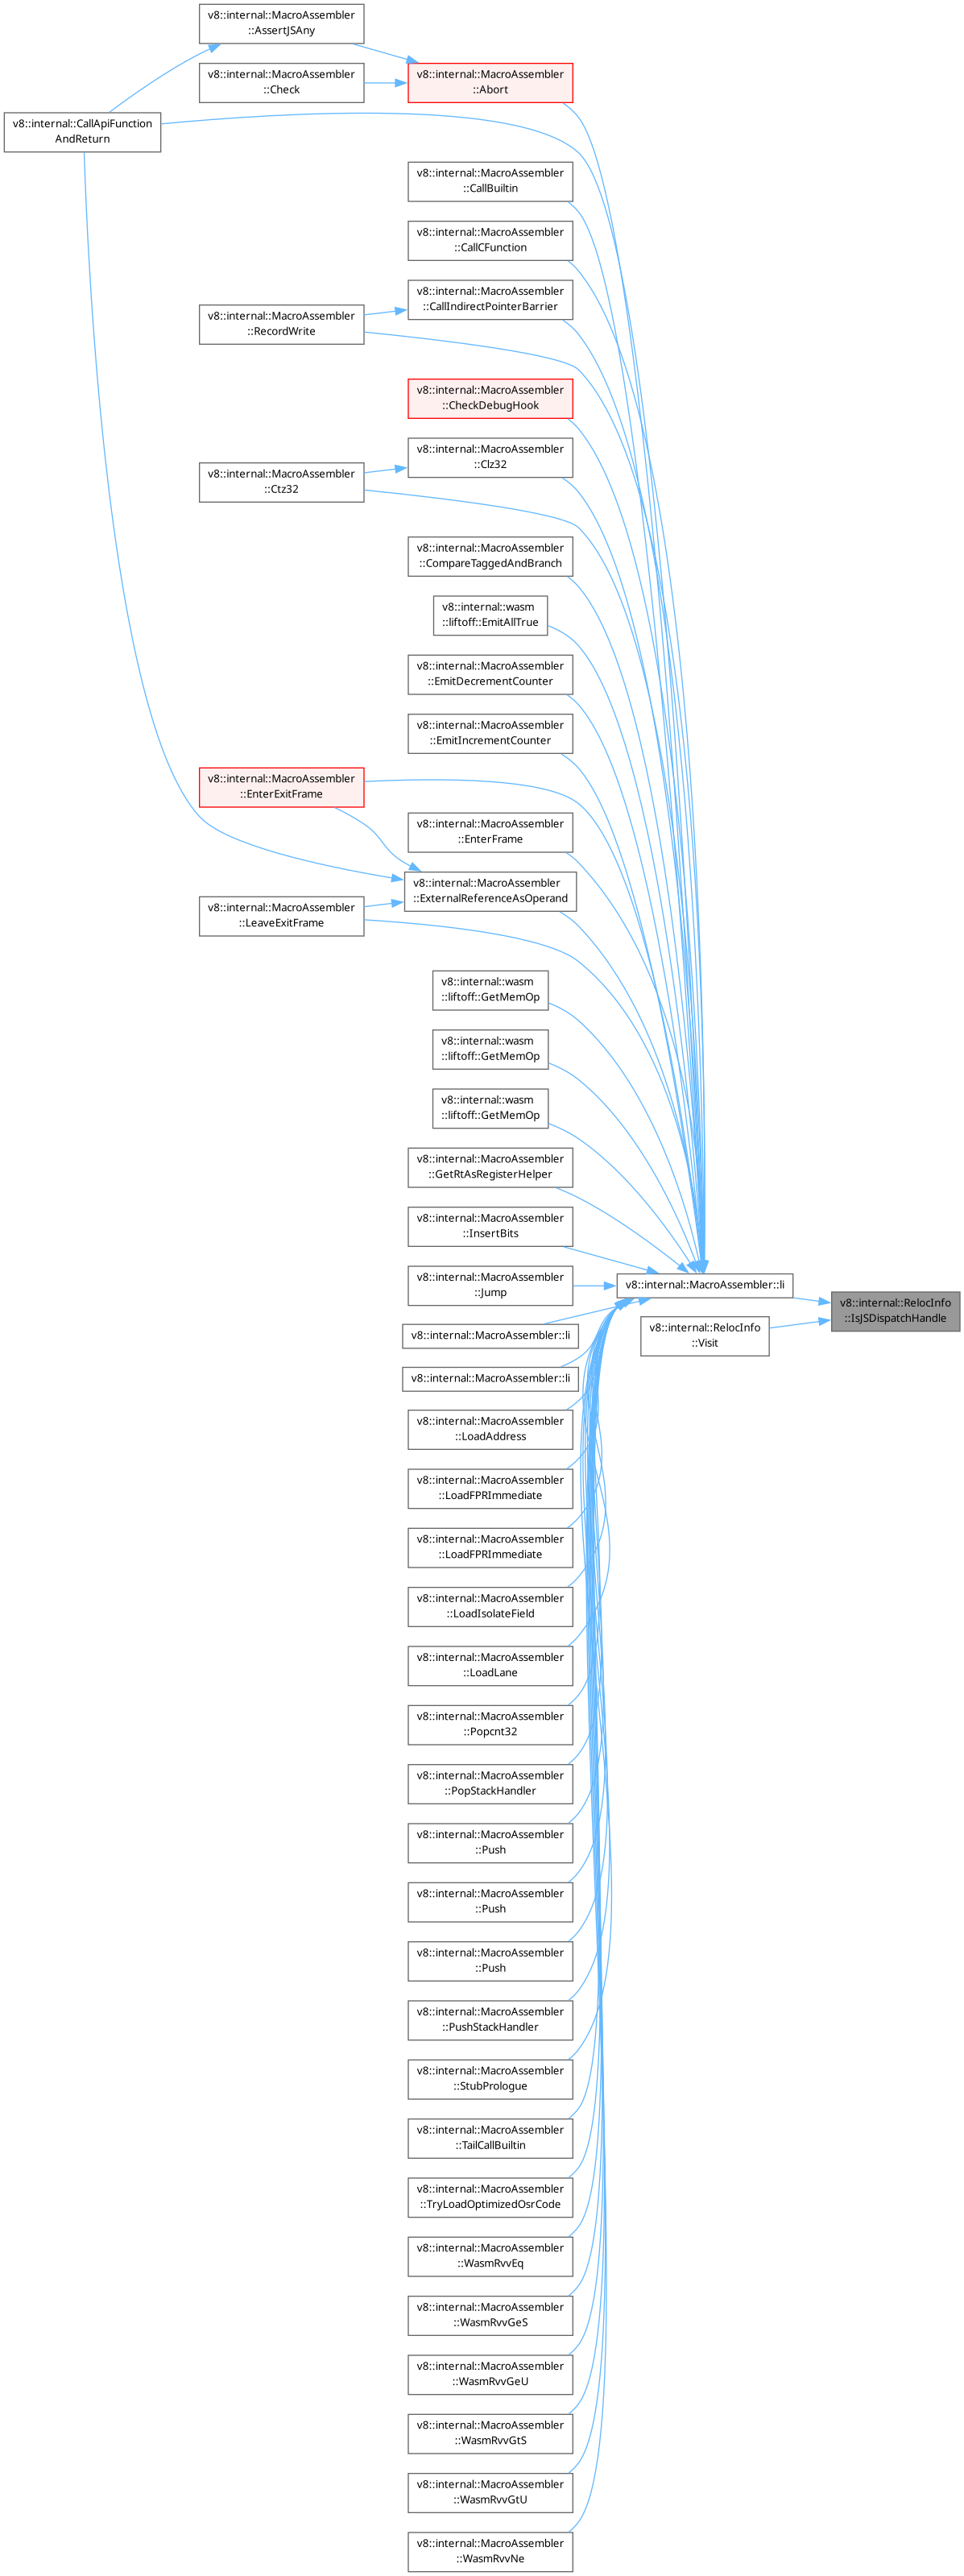 v8::internal::MacroAssembler
::AssertJSAny
v8::internal::MacroAssembler
::Check
v8::internal::MacroAssembler
::Abort
v8::internal::CallApiFunction
AndReturn
v8::internal::MacroAssembler
::CallBuiltin
v8::internal::MacroAssembler
::CallCFunction
v8::internal::MacroAssembler
::CallIndirectPointerBarrier
v8::internal::MacroAssembler
::RecordWrite
v8::internal::MacroAssembler
::CheckDebugHook
v8::internal::MacroAssembler
::Clz32
v8::internal::MacroAssembler
::Ctz32
v8::internal::MacroAssembler
::CompareTaggedAndBranch
v8::internal::wasm
::liftoff::EmitAllTrue
v8::internal::MacroAssembler
::EmitDecrementCounter
v8::internal::MacroAssembler
::EmitIncrementCounter
v8::internal::MacroAssembler
::EnterExitFrame
v8::internal::MacroAssembler
::EnterFrame
v8::internal::MacroAssembler
::ExternalReferenceAsOperand
v8::internal::MacroAssembler
::LeaveExitFrame
v8::internal::wasm
::liftoff::GetMemOp
v8::internal::wasm
::liftoff::GetMemOp
v8::internal::wasm
::liftoff::GetMemOp
v8::internal::MacroAssembler
::GetRtAsRegisterHelper
v8::internal::MacroAssembler
::InsertBits
v8::internal::MacroAssembler
::Jump
v8::internal::MacroAssembler::li
v8::internal::RelocInfo
::IsJSDispatchHandle
v8::internal::RelocInfo
::Visit
v8::internal::MacroAssembler::li
v8::internal::MacroAssembler::li
v8::internal::MacroAssembler
::LoadAddress
v8::internal::MacroAssembler
::LoadFPRImmediate
v8::internal::MacroAssembler
::LoadFPRImmediate
v8::internal::MacroAssembler
::LoadIsolateField
v8::internal::MacroAssembler
::LoadLane
v8::internal::MacroAssembler
::Popcnt32
v8::internal::MacroAssembler
::PopStackHandler
v8::internal::MacroAssembler
::Push
v8::internal::MacroAssembler
::Push
v8::internal::MacroAssembler
::Push
v8::internal::MacroAssembler
::PushStackHandler
v8::internal::MacroAssembler
::StubPrologue
v8::internal::MacroAssembler
::TailCallBuiltin
v8::internal::MacroAssembler
::TryLoadOptimizedOsrCode
v8::internal::MacroAssembler
::WasmRvvEq
v8::internal::MacroAssembler
::WasmRvvGeS
v8::internal::MacroAssembler
::WasmRvvGeU
v8::internal::MacroAssembler
::WasmRvvGtS
v8::internal::MacroAssembler
::WasmRvvGtU
v8::internal::MacroAssembler
::WasmRvvNe